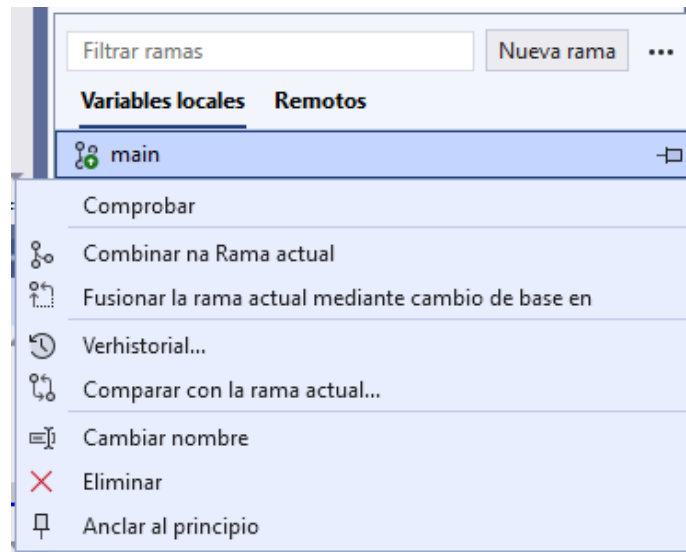 Filtrar ramas
Nueva rama
Variables locales Remotos
main
Comprobar
Combinar na Rama actual
Fusionar la rama actual mediante cambio de base en
Verhistorial...
Comparar con la rama actual...
Cambiar nombre
Eliminar
Anclar al principio